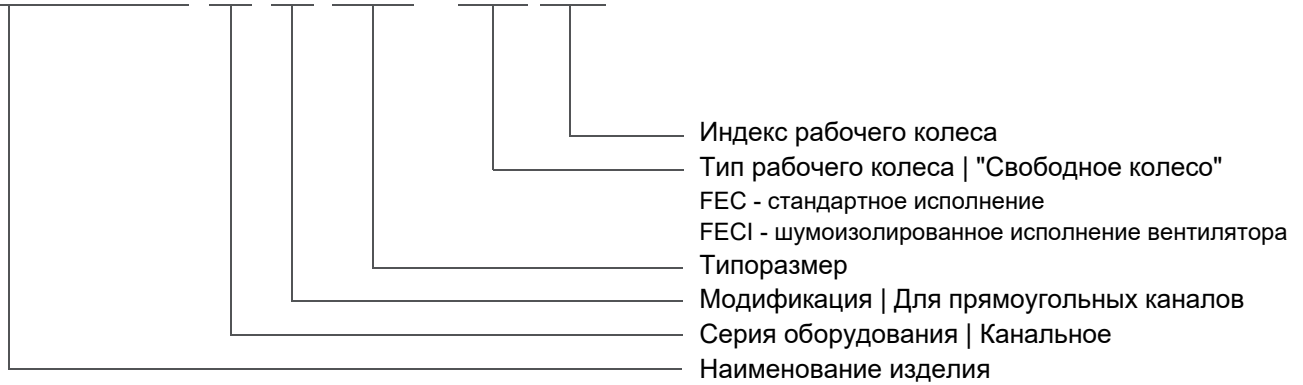 Индекс рабочего колеса
Тип рабочего колеса | "Свободное колесо"
FEC - стандартное исполнение
FECI - шумоизолированное исполнение вентилятора
Типоразмер
Модификация | Для прямоугольных каналов
Серия оборудования | Канальное
Наименование изделия